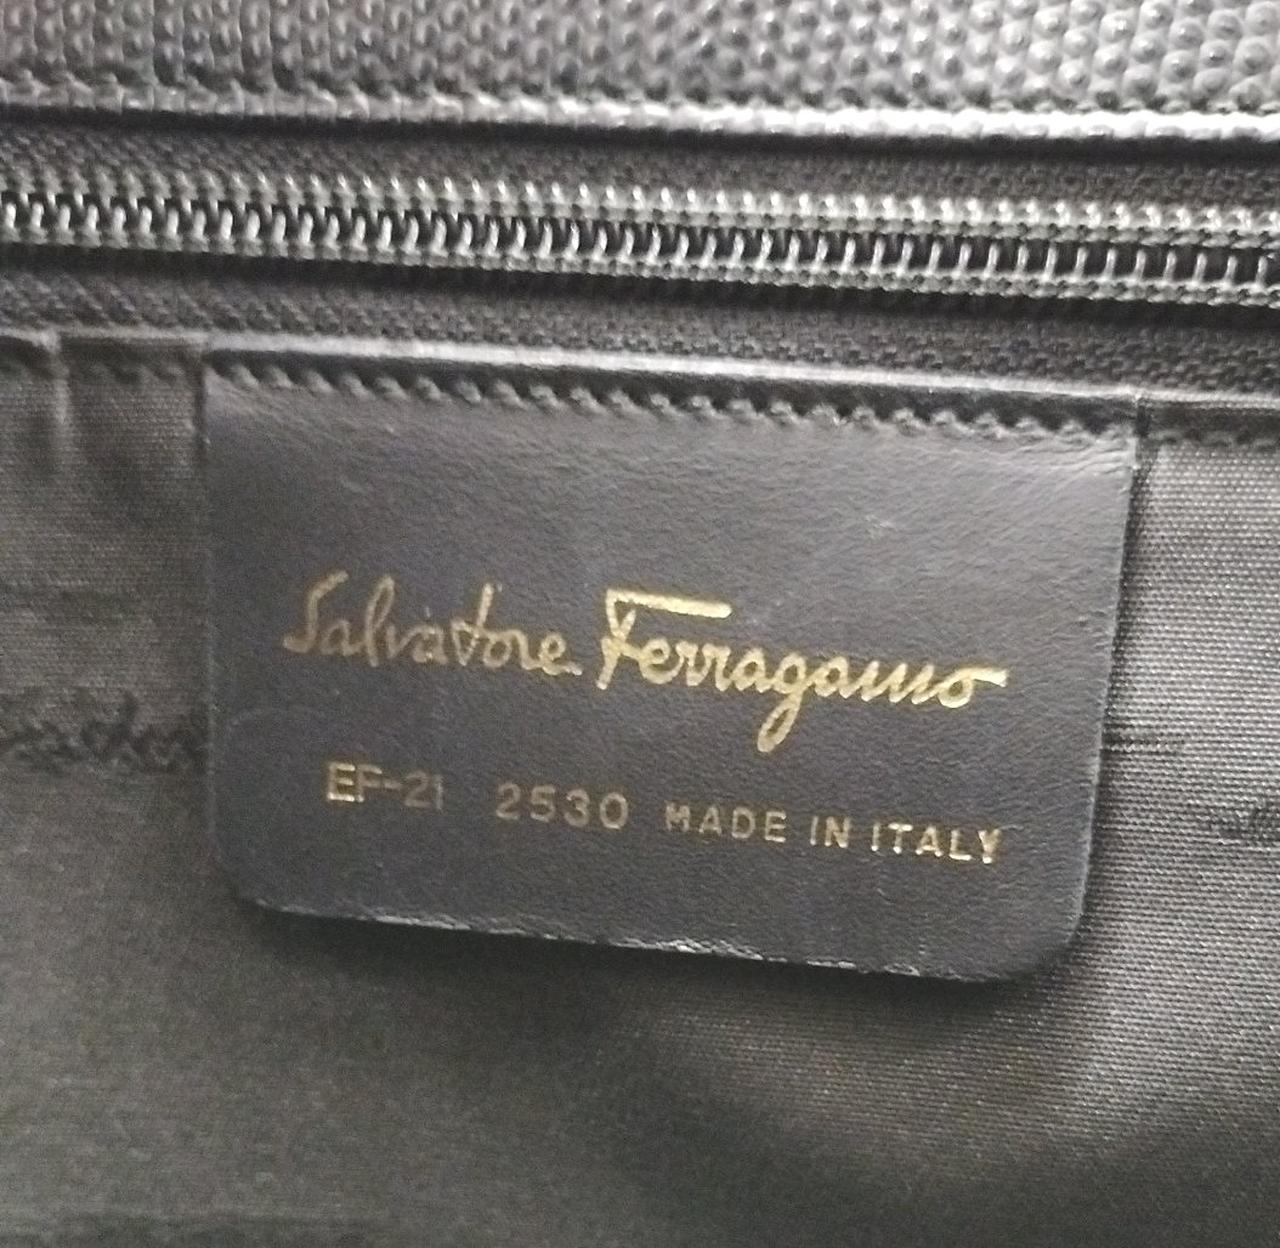 Salvatore Ferragamo
EF-21 2530 MADE IN ITALY